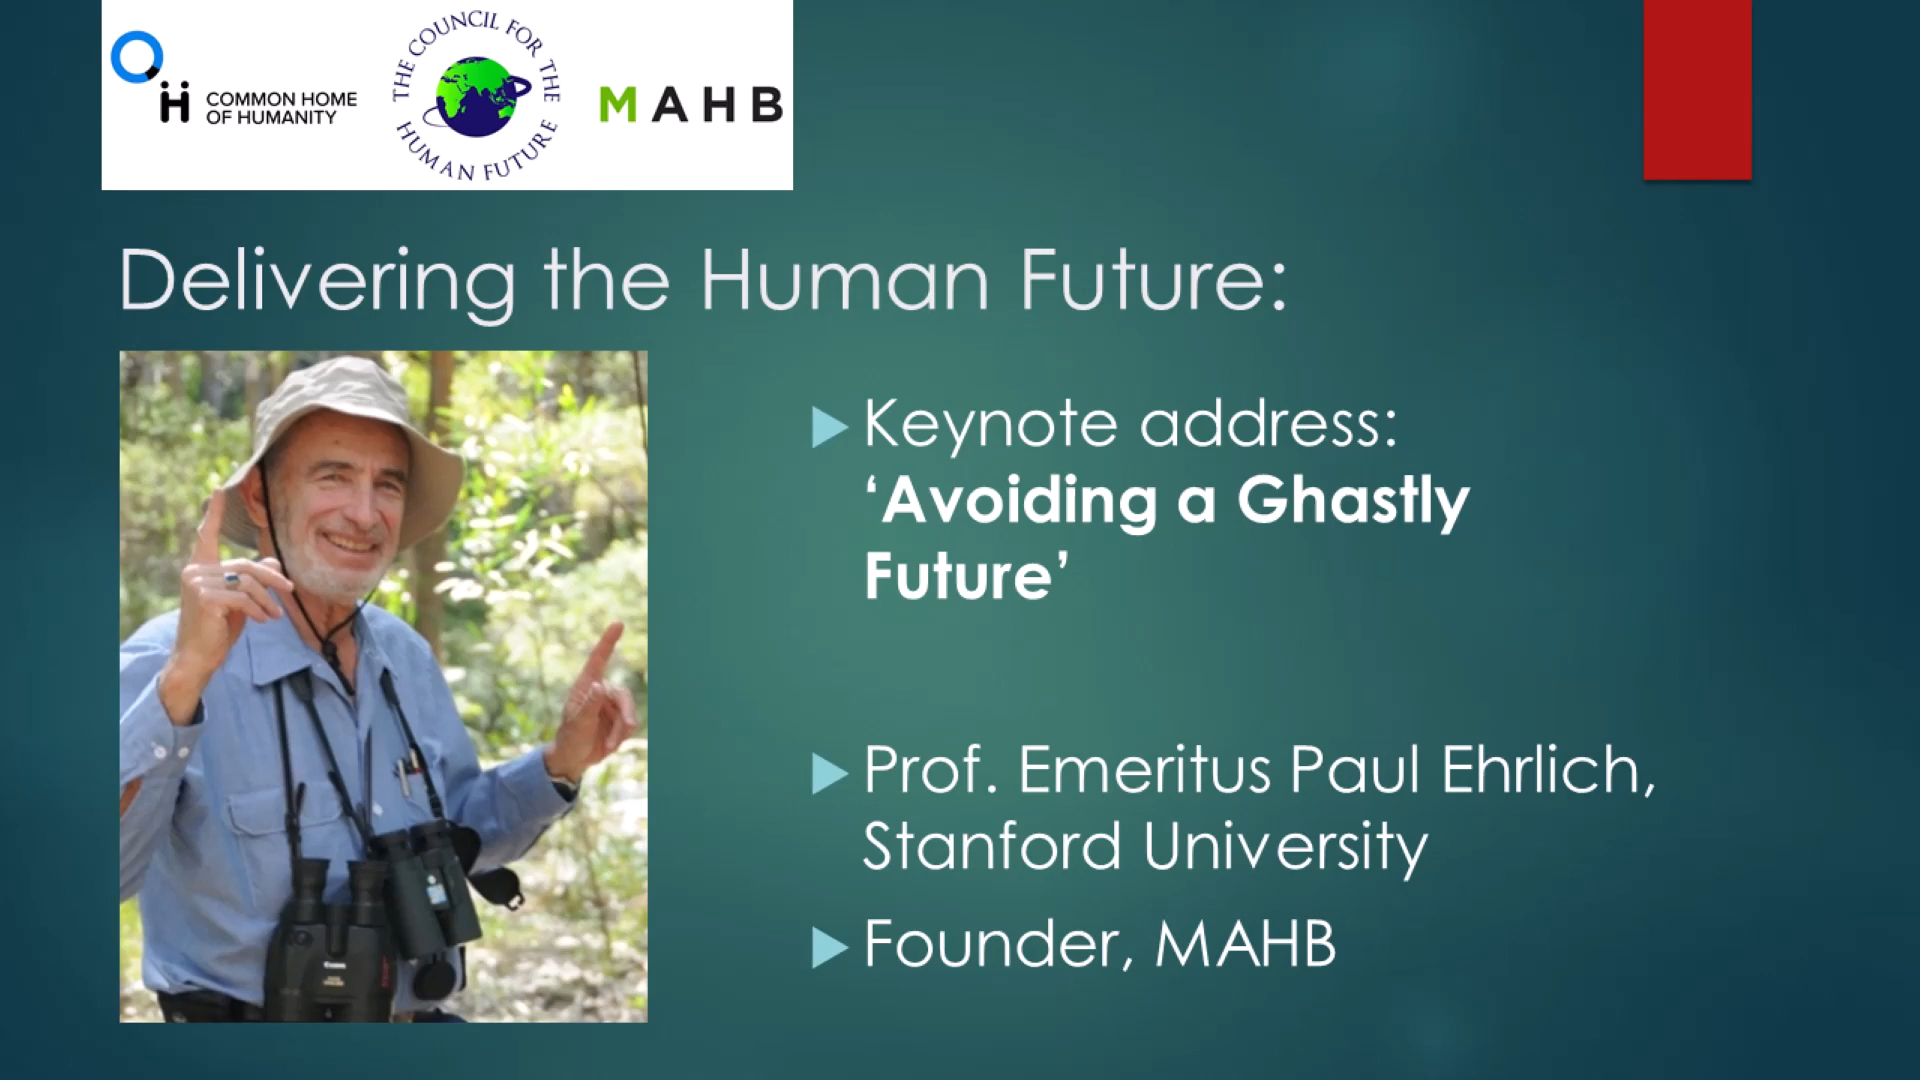 COMMON HOME
OF HUMANITY
THE COUNCIL FOR THE
HUMAN FUTURE
MAHB
Delivering the Human Future:
Keynote address:
‘Avoiding a Ghastly
Future’
Prof. Emeritus Paul Ehrlich,
Stanford University
Founder, MAHB
Canon